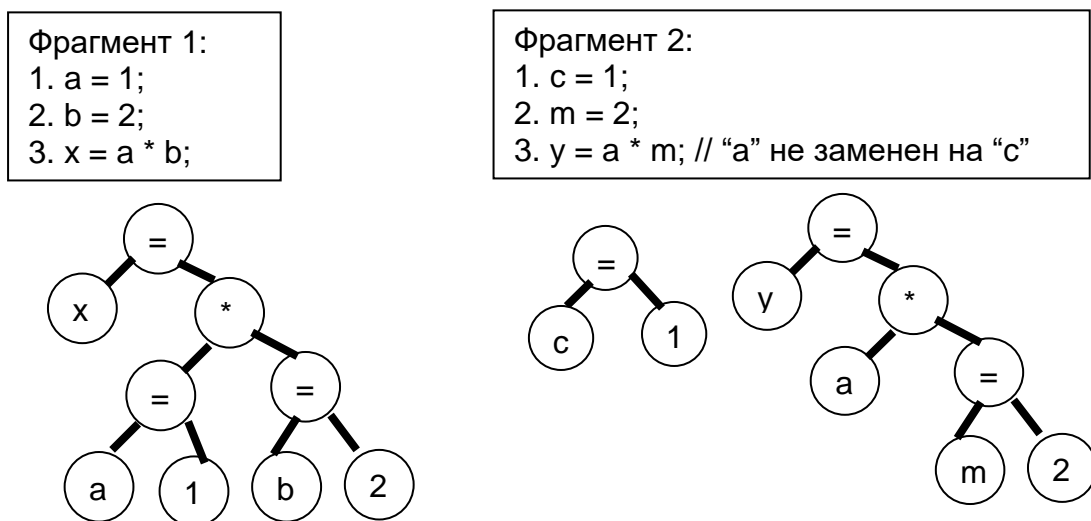 Фрагмент 1:
1. a = 1;
2. b = 2;
3. x = a * b;
Фрагмент 2:
1. c = 1;
2. m = 2;
3. y = a * m; // “a” не заменен на “c”
=
x
*
=
=
a
1
b
2
=
c
1
=
y
*
a
=
m
2